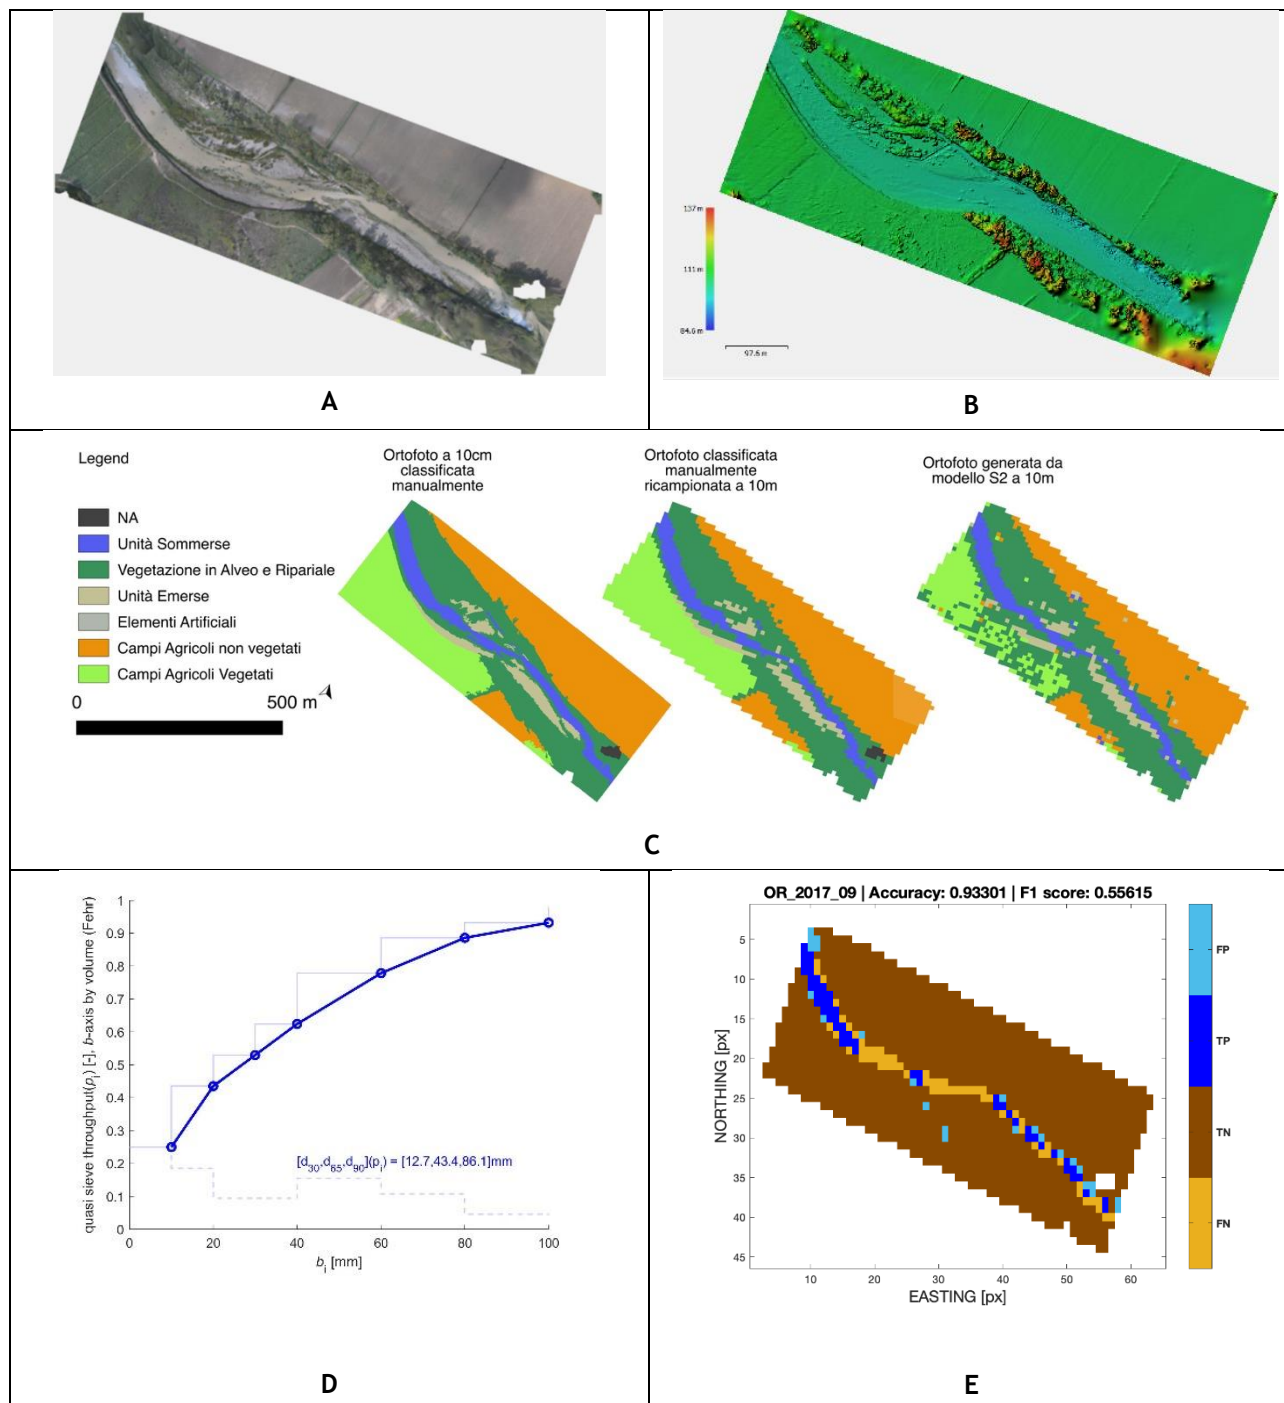 A
137 m
111 m
84.6 m
97.6 m
B
Legend
NA
Unità Sommerse
Vegetazione in Alveo e Ripariale
Unità Emerse
Elementi Artificiali
Campi Agricoli non vegetati
Campi Agricoli Vegetati
0 500 m
Ortofoto a 10cm
classificata
manualmente
Ortofoto classificata
manualmente
ricampionata a 10m
Ortofoto generata da
modello S2 a 10m
C
quasi sieve throughput(pi) [-], b-axis by volume (Fehr)
1
0.9
0.8
0.7
0.6
0.5
0.4
0.3
0.2
0.1
0
[d30,d65,d90](pi) = [12.7,43.4,86.1]mm
0 20 40 60 80 100
bi [mm]
D
OR_2017_09 | Accuracy: 0.93301 | F1 score: 0.55615
NORTHING [px]
5
10
15
20
25
30
35
40
45
10 20 30 40 50 60
EASTING [px]
FP
TP
TN
FN
E